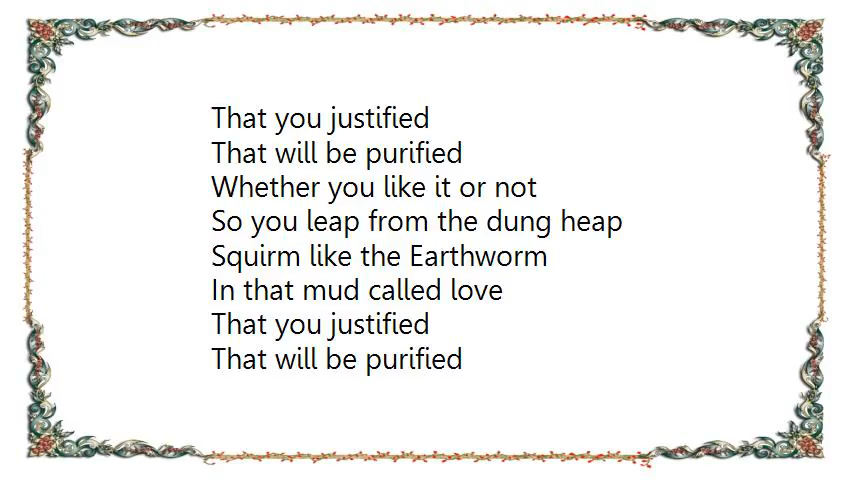 That you justified
That will be purified
Whether you like it or not
So you leap from the dung heap
Squirm like the Earthworm
In that mud called love
That you justified
That will be purified